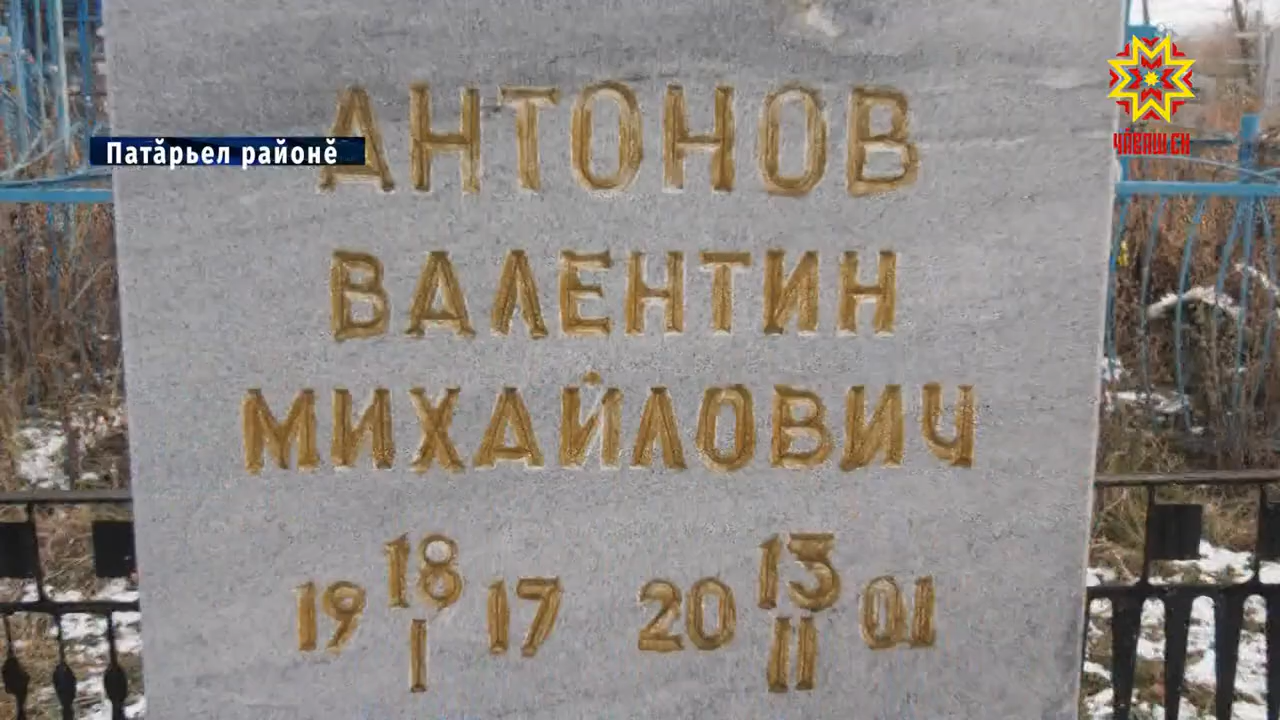 АНТОНОВ
Патӑрьел районӗ
ВАЛЕНТИН
МИХАЙЛОВИЧ
19 18/I 17 20 13/II 01
ЧӐВАШ ЕН